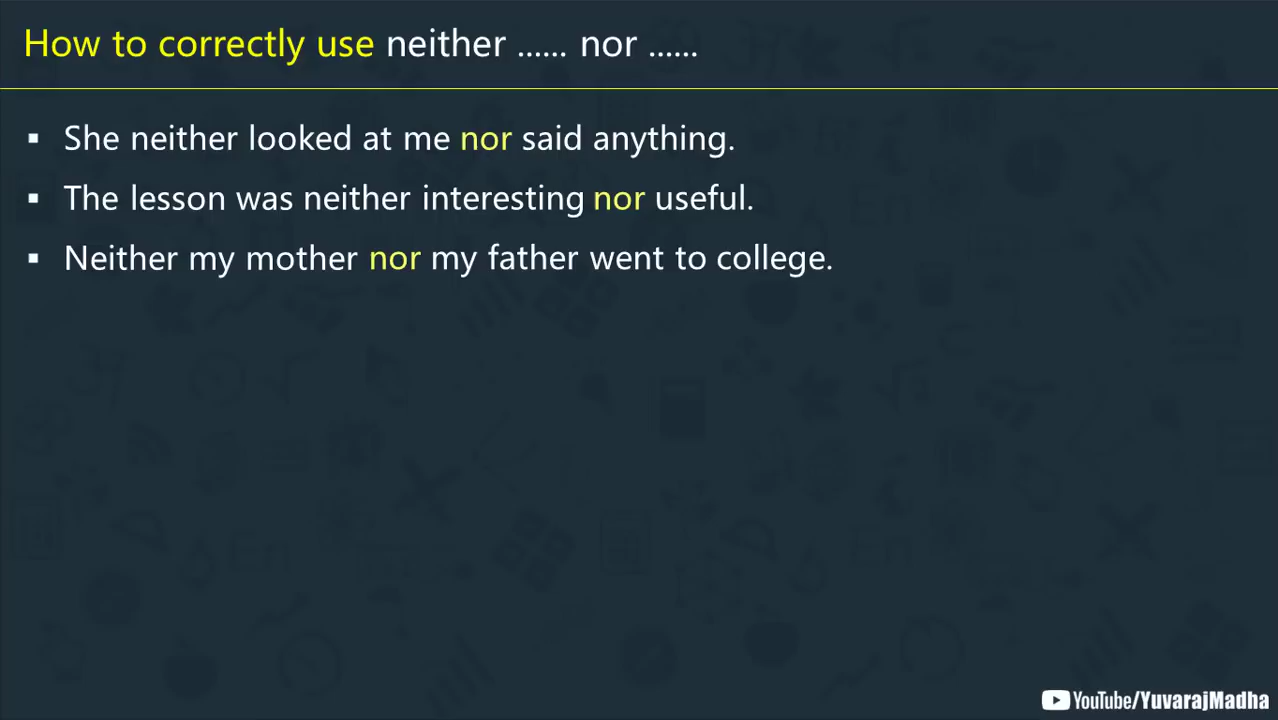 How to correctly use neither ...... nor ......
▪ She neither looked at me nor said anything.
▪ The lesson was neither interesting nor useful.
▪ Neither my mother nor my father went to college.
YouTube/YuvarajMadha